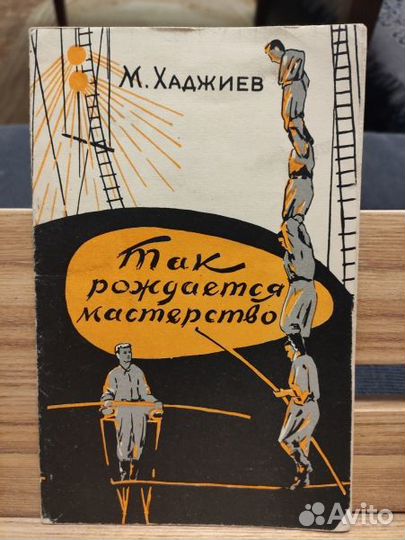 М. ХАДЖИЕВ
Так
рождается
мастерство
Avito